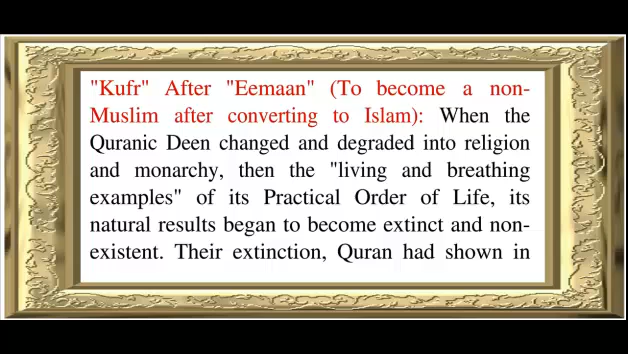 "Kufr" After "Eemaan" (To become a non-
Muslim after converting to Islam): When the
Quranic Deen changed and degraded into religion
and monarchy, then the "living and breathing
examples" of its Practical Order of Life, its
natural results began to become extinct and non-
existent. Their extinction, Quran had shown in